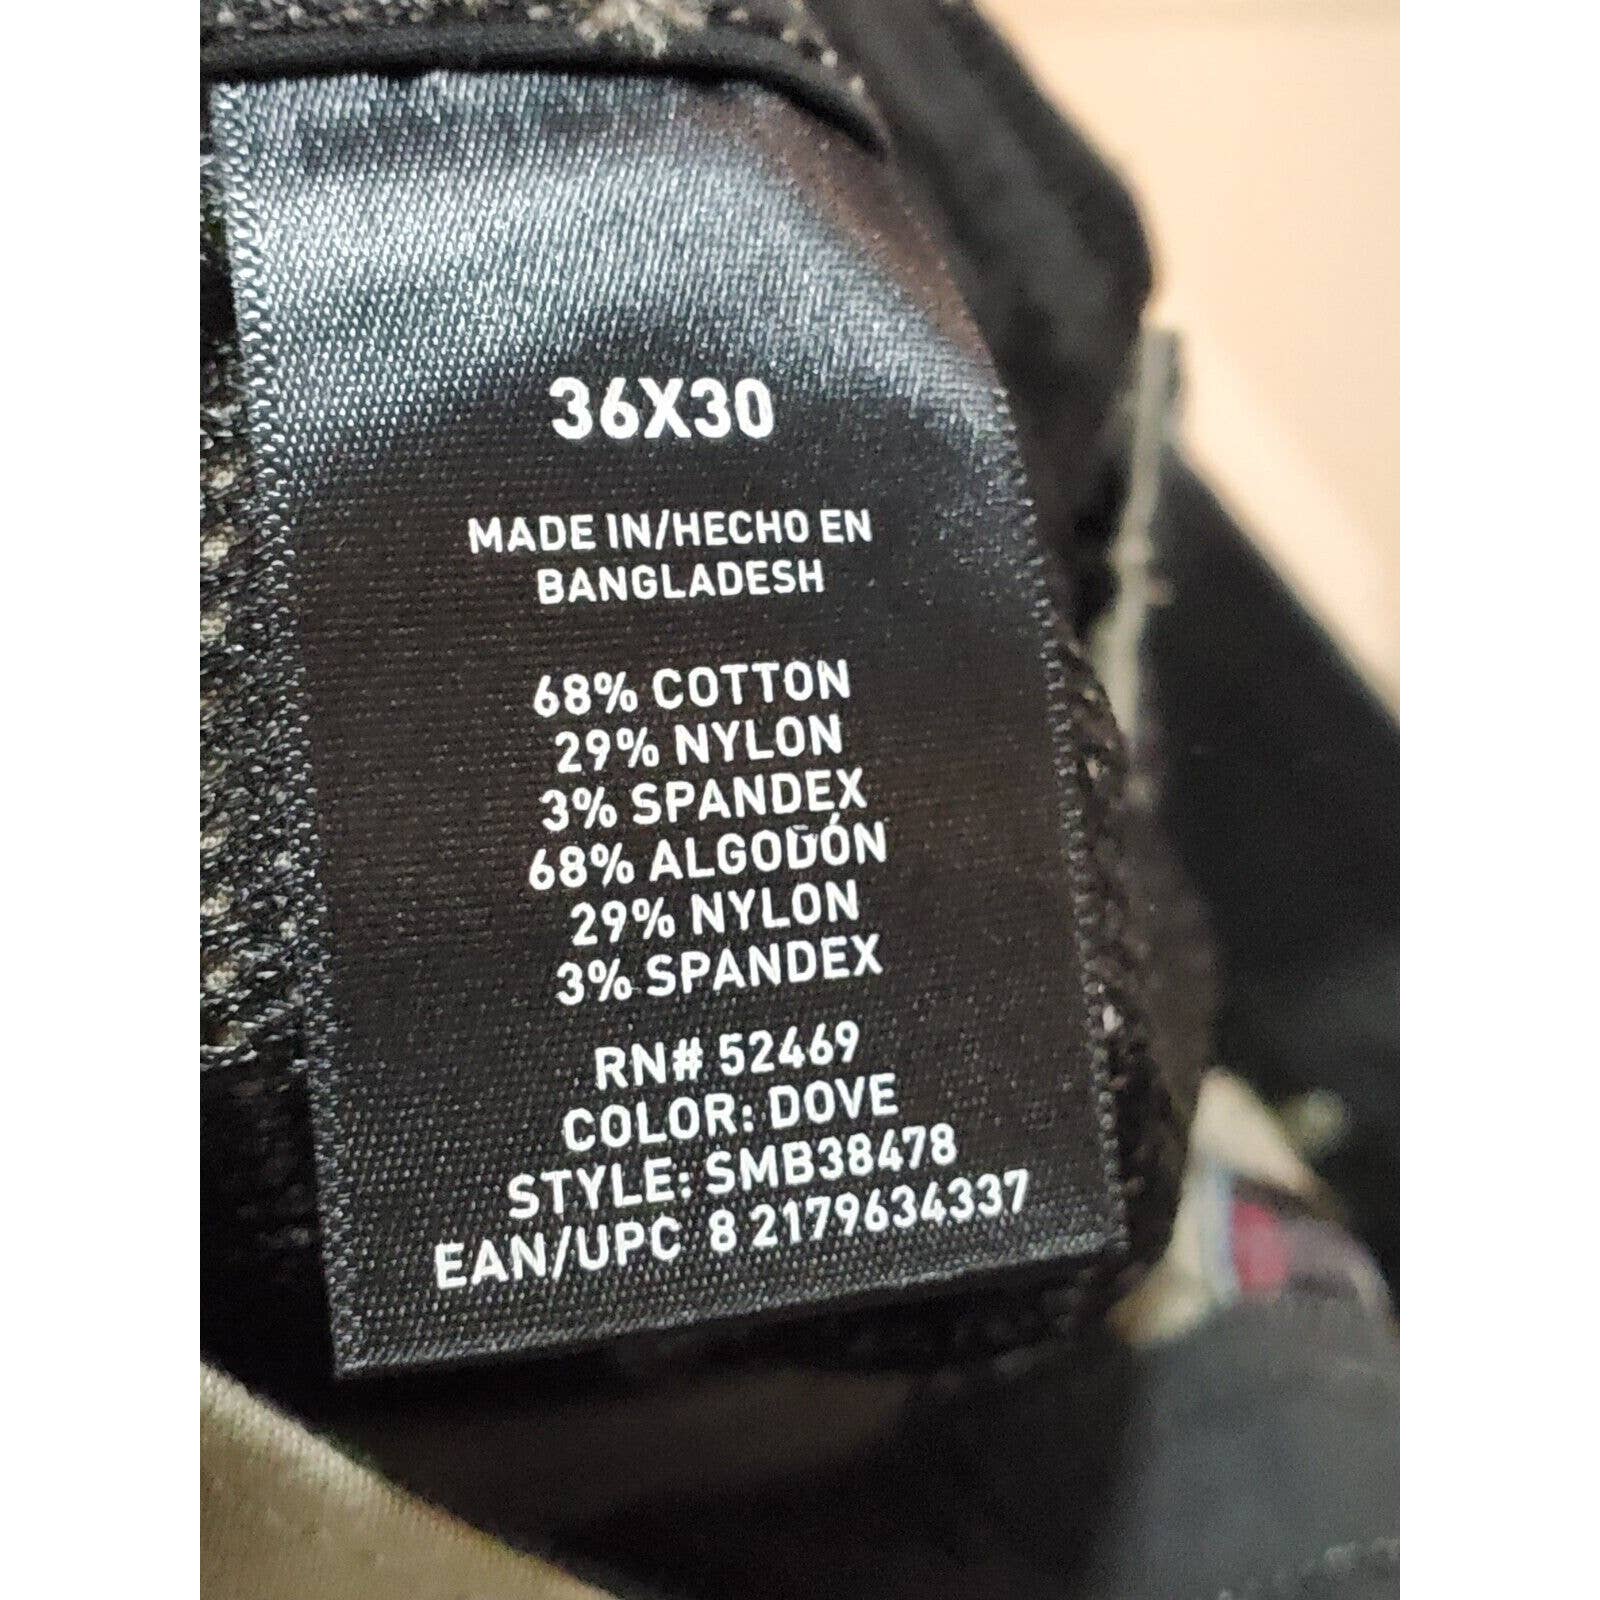 36X30
MADE IN/HECHO EN
BANGLADESH
68% COTTON
29% NYLON
3% SPANDEX
68% ALGODÓN
29% NYLON
3% SPANDEX
RN# 52469
COLOR: DOVE
STYLE: SMB38478
EAN/UPC 8 2179634337